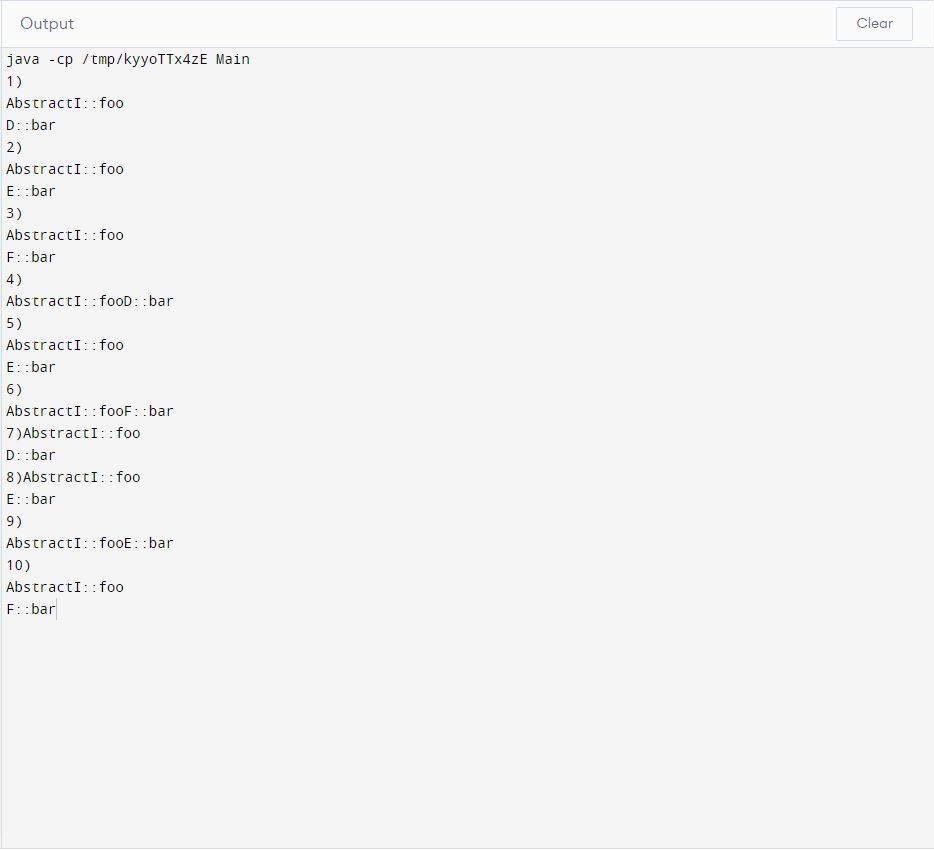 Output
Clear
java -cp /tmp/kyyoTTx4zE Main
1)
AbstractI::foo
D::bar
2)
AbstractI::foo
E::bar
3)
AbstractI::foo
F::bar
4)
AbstractI::fooD::bar
5)
AbstractI::foo
E::bar
6)
AbstractI::fooF::bar
7)AbstractI::foo
D::bar
8)AbstractI::foo
E::bar
9)
AbstractI::fooE::bar
10)
AbstractI::foo
F::bar